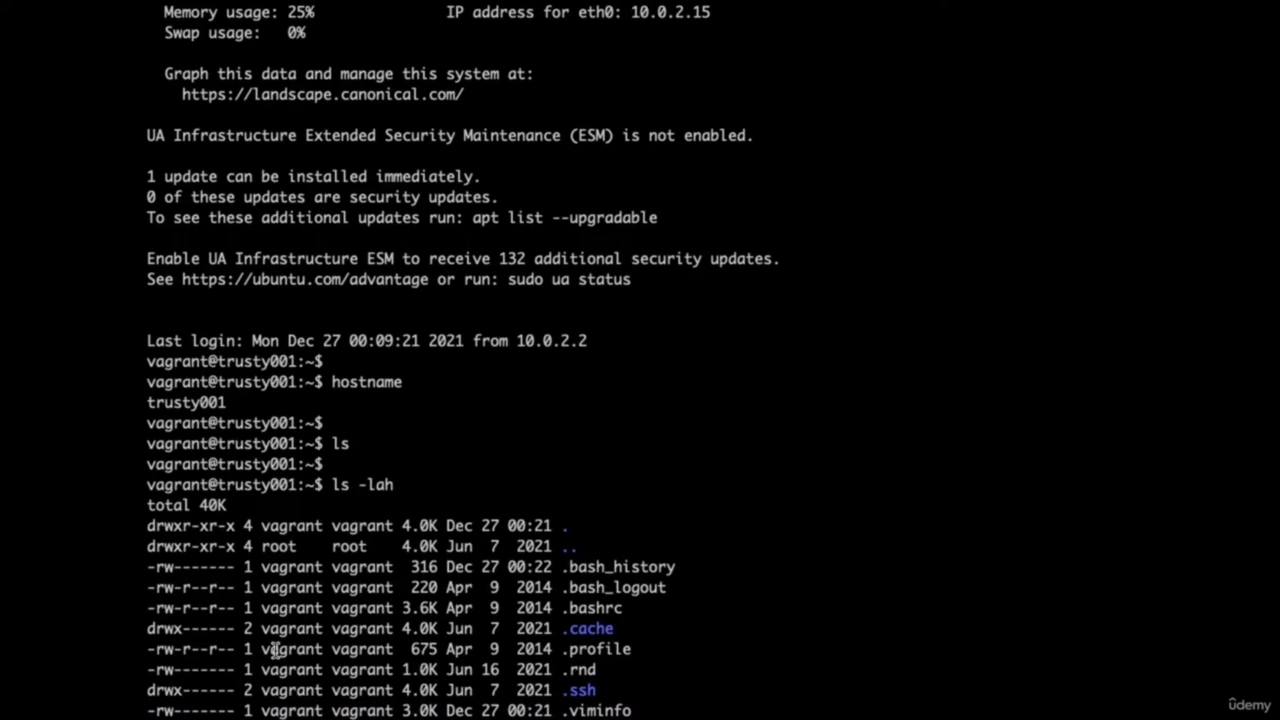 Memory usage: 25% IP address for eth0: 10.0.2.15
Swap usage: 0%
Graph this data and manage this system at:
https://landscape.canonical.com/
UA Infrastructure Extended Security Maintenance (ESM) is not enabled.
1 update can be installed immediately.
0 of these updates are security updates.
To see these additional updates run: apt list --upgradable
Enable UA Infrastructure ESM to receive 132 additional security updates.
See https://ubuntu.com/advantage or run: sudo ua status
Last login: Mon Dec 27 00:09:21 2021 from 10.0.2.2
vagrant@trusty001:~$
vagrant@trusty001:~$ hostname
trusty001
vagrant@trusty001:~$
vagrant@trusty001:~$ ls
vagrant@trusty001:~$
vagrant@trusty001:~$ ls -lah
total 40K
drwxr-xr-x 4 vagrant vagrant 4.0K Dec 27 00:21 .
drwxr-xr-x 4 root root 4.0K Jun 7 2021 ..
-rw------- 1 vagrant vagrant 316 Dec 27 00:22 .bash_history
-rw-r--r-- 1 vagrant vagrant 220 Apr 9 2014 .bash_logout
-rw-r--r-- 1 vagrant vagrant 3.6K Apr 9 2014 .bashrc
drwx------ 2 vagrant vagrant 4.0K Jun 7 2021 .cache
-rw-r--r-- 1 vagrant vagrant 675 Apr 9 2014 .profile
-rw------- 1 vagrant vagrant 1.0K Jun 16 2021 .rnd
drwx------ 2 vagrant vagrant 4.0K Jun 7 2021 .ssh
-rw------- 1 vagrant vagrant 3.0K Dec 27 00:21 .viminfo
ûdemy